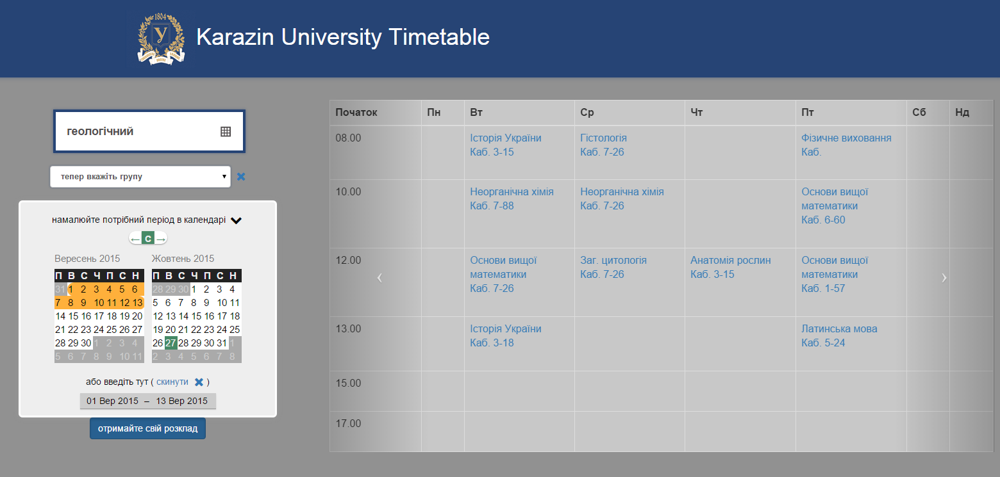 1804
У
Karazin University Timetable
геологічний
тепер вкажіть групу
намалюйте потрібний період в календарі
← С →
Вересень 2015 Жовтень 2015
П В С Ч П С Н П В С Ч П С Н
31 1 2 3 4 5 6 28 29 30 1 2 3 4
7 8 9 10 11 12 13 5 6 7 8 9 10 11
14 15 16 17 18 19 20 12 13 14 15 16 17 18
21 22 23 24 25 26 27 19 20 21 22 23 24 25
28 29 30 1 2 3 4 26 27 28 29 30 31 1
5 6 7 8 9 10 11 2 3 4 5 6 7 8
або введіть тут ( скинути )
01 Вер 2015 – 13 Вер 2015
отримайте свій розклад
Початок Пн Вт Ср Чт Пт Сб Нд
08.00 Історія України Гістологія Фізичне виховання
Каб. 3-15 Каб. 7-26 Каб.
10.00 Неорганічна хімія Неорганічна хімія Основи вищої
Каб. 7-88 Каб. 7-26 математики
Каб. 6-60
12.00 Основи вищої Заг. цитологія Анатомія рослин Основи вищої
математики Каб. 7-26 Каб. 3-15 математики
Каб. 7-26 Каб. 1-57
13.00 Історія України Латинська мова
Каб. 3-18 Каб. 5-24
15.00
17.00